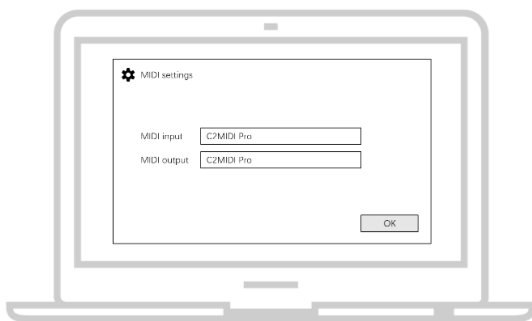 MIDI settings
MIDI input C2MIDI Pro
MIDI output C2MIDI Pro
OK